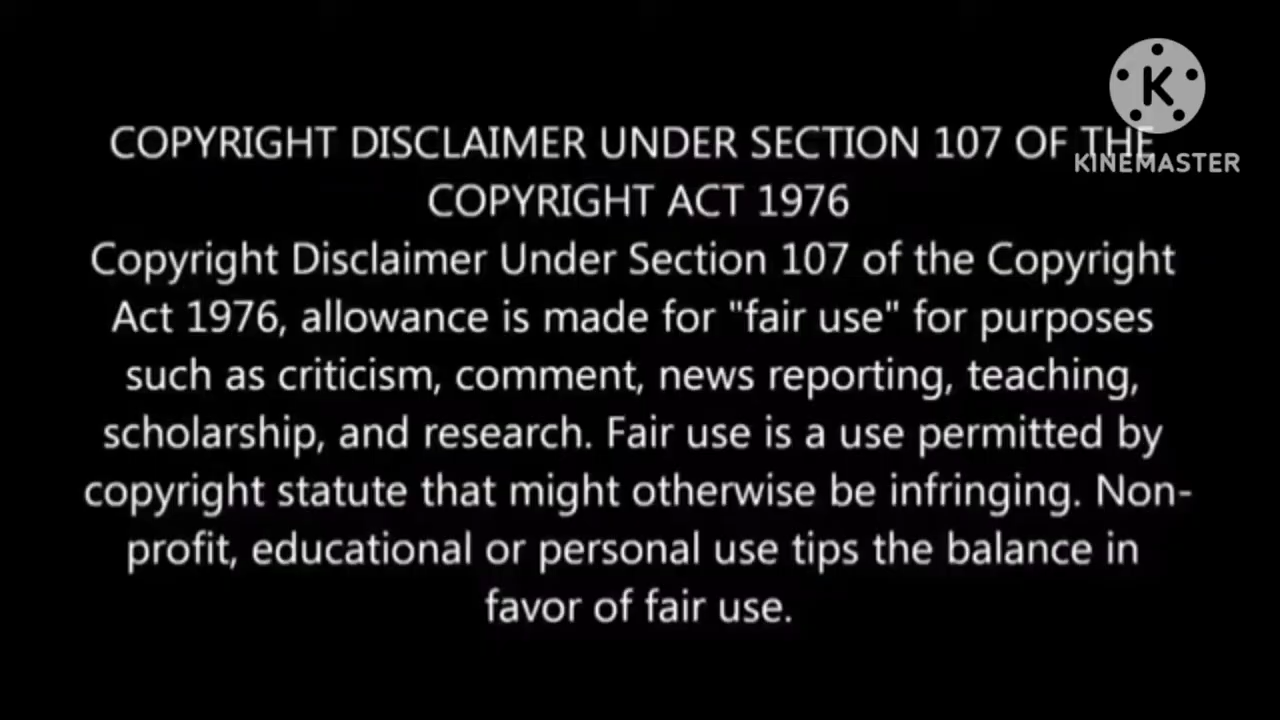 COPYRIGHT DISCLAIMER UNDER SECTION 107 OF THE
COPYRIGHT ACT 1976
Copyright Disclaimer Under Section 107 of the Copyright
Act 1976, allowance is made for "fair use" for purposes
such as criticism, comment, news reporting, teaching,
scholarship, and research. Fair use is a use permitted by
copyright statute that might otherwise be infringing. Non-
profit, educational or personal use tips the balance in
favor of fair use.
K
KINEMASTER